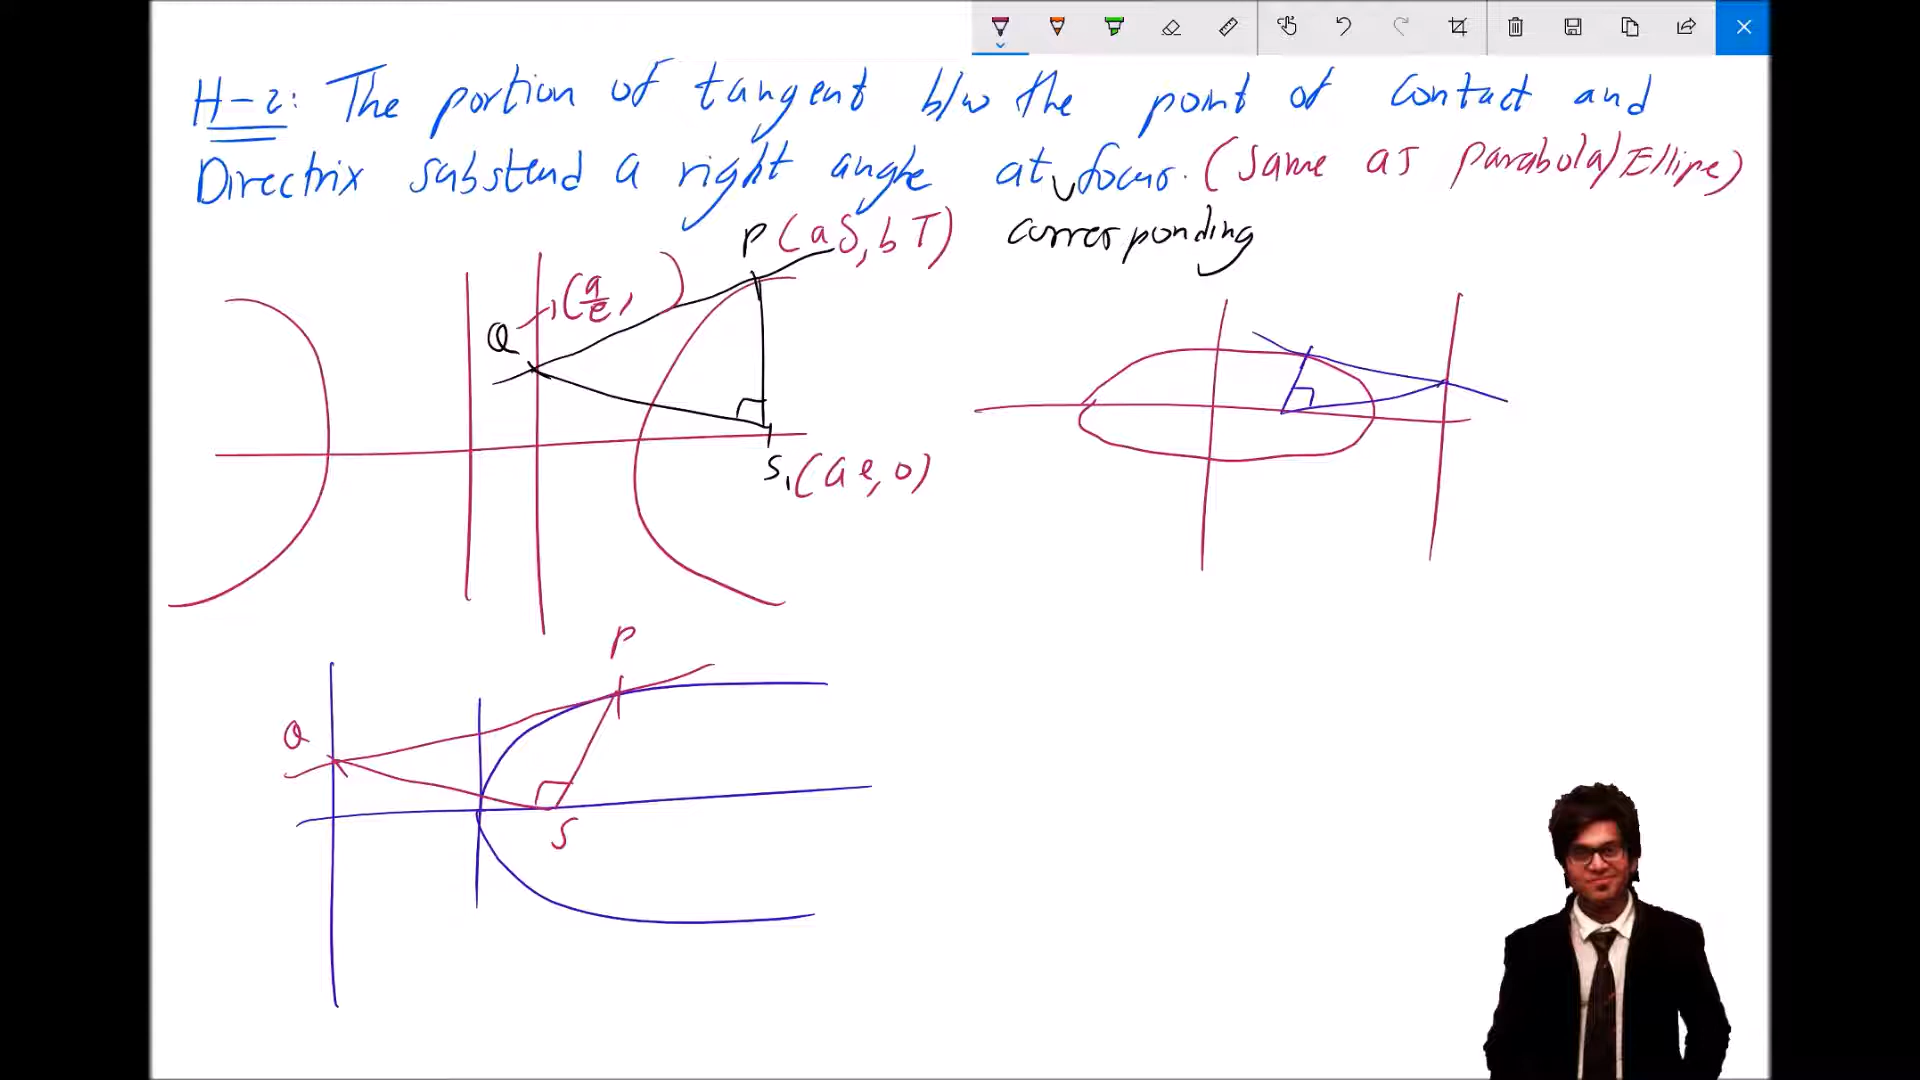 H-2: The portion of tangent b/w the point of contact and
Directrix substend a right angle at focus. (same as parabola/Ellipse)
corresponding
P (aS, bT)
Q (a/e, )
S1 (ae, 0)
P
Q
S